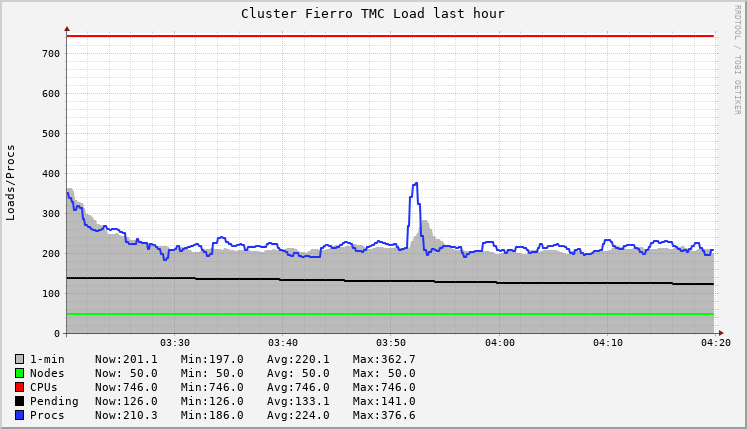 Cluster Fierro TMC Load last hour
RRDTOOL / TOBI OETIKER
Loads/Procs
700
600
500
400
300
200
100
0
03:30 03:40 03:50 04:00 04:10 04:20
1-min Now:201.1 Min:197.0 Avg:220.1 Max:362.7
Nodes Now: 50.0 Min: 50.0 Avg: 50.0 Max: 50.0
CPUs Now:746.0 Min:746.0 Avg:746.0 Max:746.0
Pending Now:126.0 Min:126.0 Avg:133.1 Max:141.0
Procs Now:210.3 Min:186.0 Avg:224.0 Max:376.6